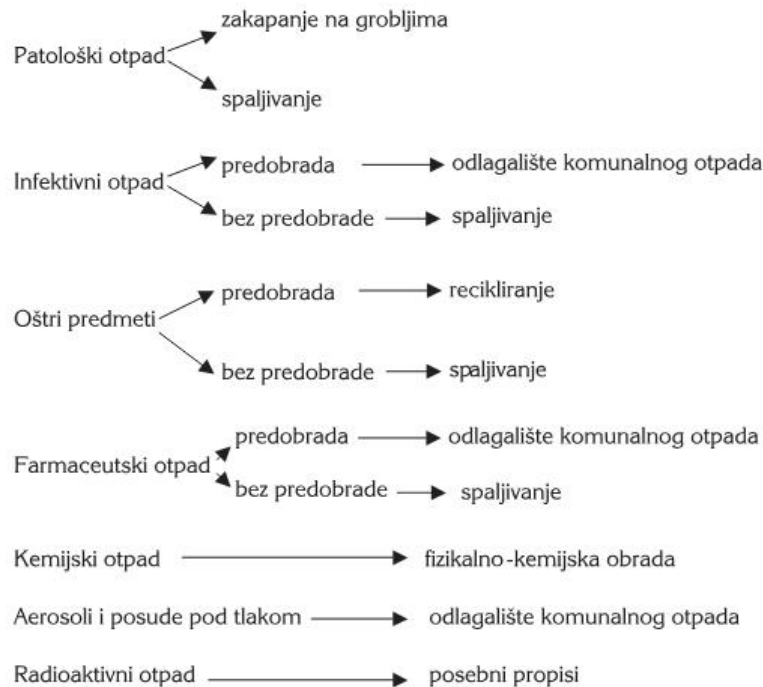 zakapanje na grobljima
Patološki otpad
spaljivanje
predobrada odlagalište komunalnog otpada
Infektivni otpad
bez predobrade spaljivanje
predobrada recikliranje
Oštri predmeti
bez predobrade spaljivanje
predobrada odlagalište komunalnog otpada
Farmaceutski otpad
bez predobrade spaljivanje
Kemijski otpad fizikalno-kemijska obrada
Aerosoli i posude pod tlakom odlagalište komunalnog otpada
Radioaktivni otpad posebni propisi